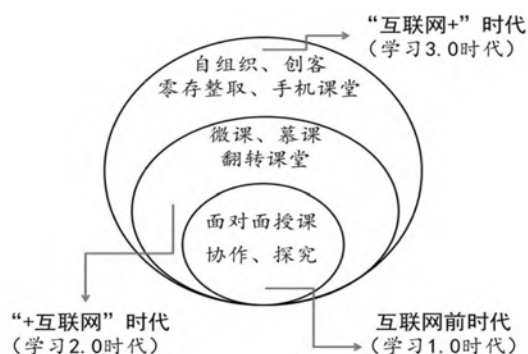 “互联网+”时代
(学习3.0时代)
自组织、创客
零存整取、手机课堂
微课、慕课
翻转课堂
面对面授课
协作、探究
“+互联网”时代
(学习2.0时代)
互联网前时代
(学习1.0时代)